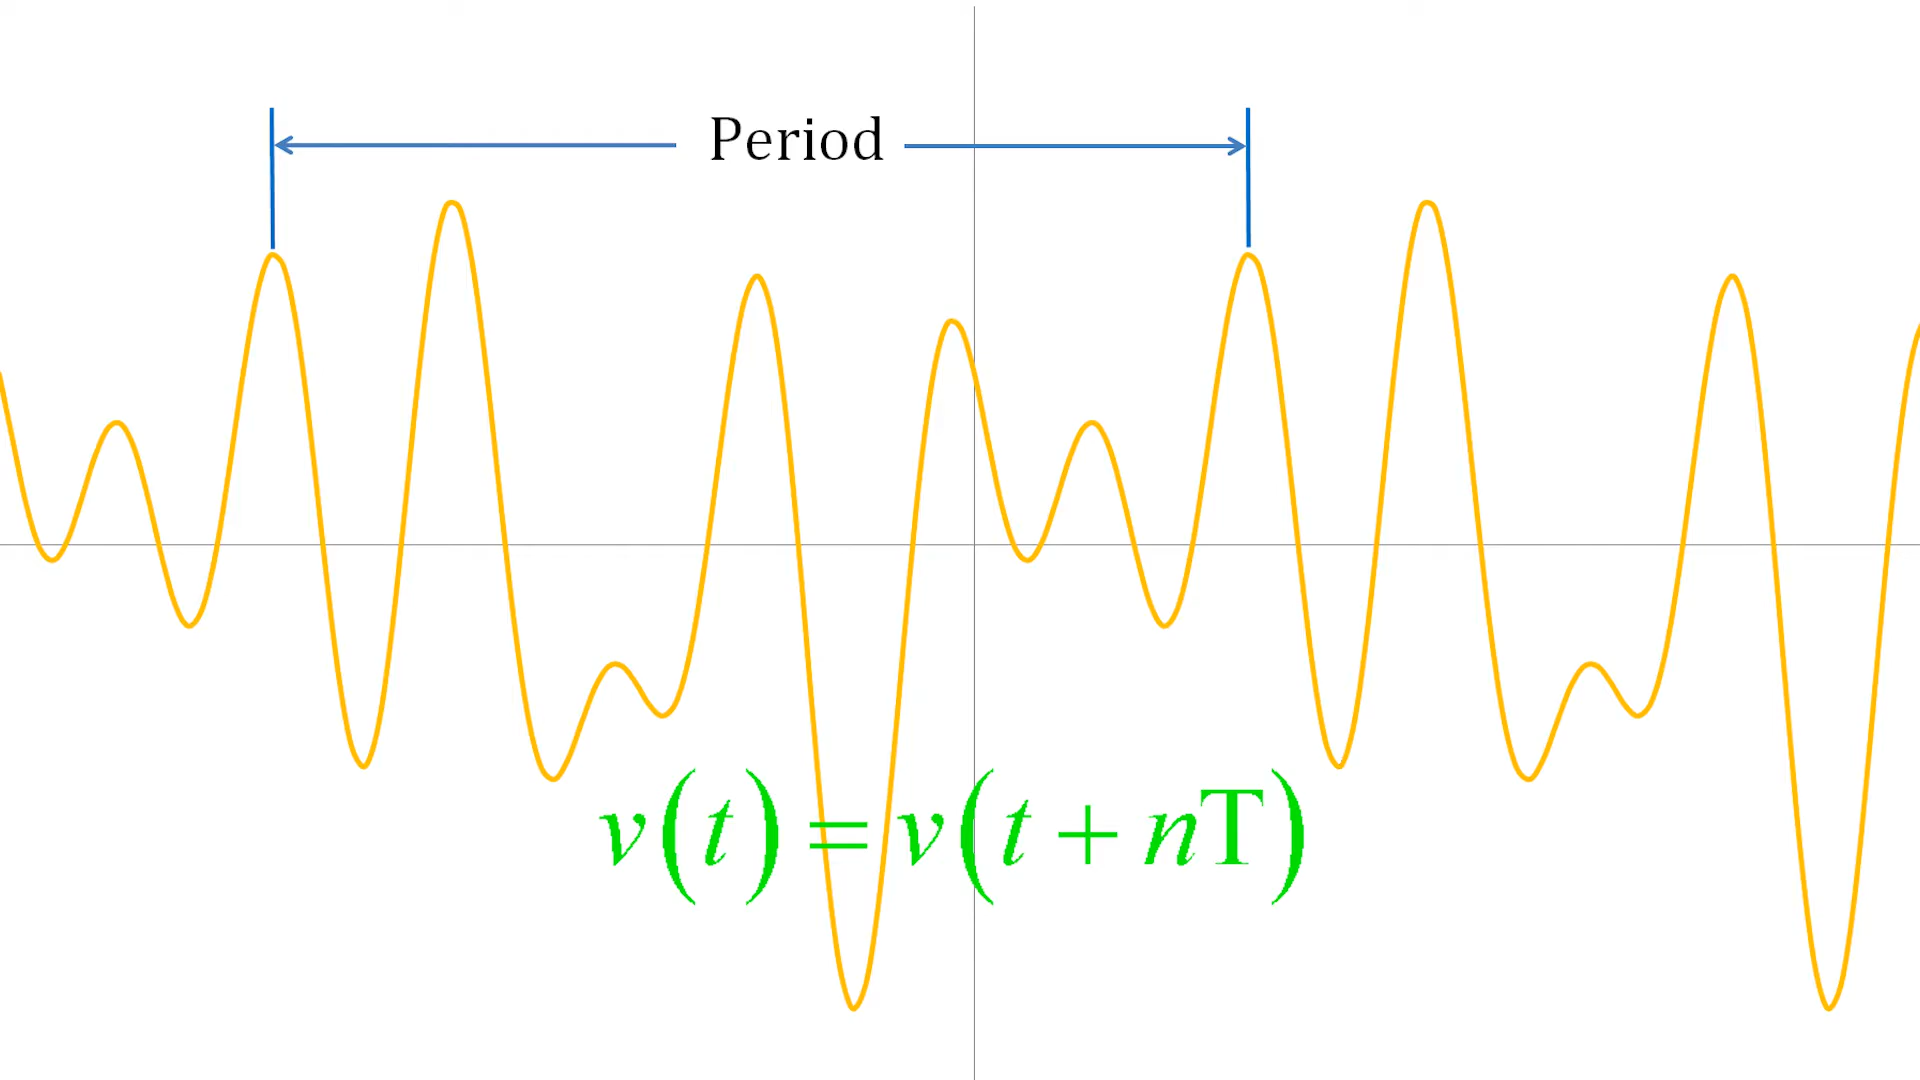 Period
v(t) = v(t + nT)